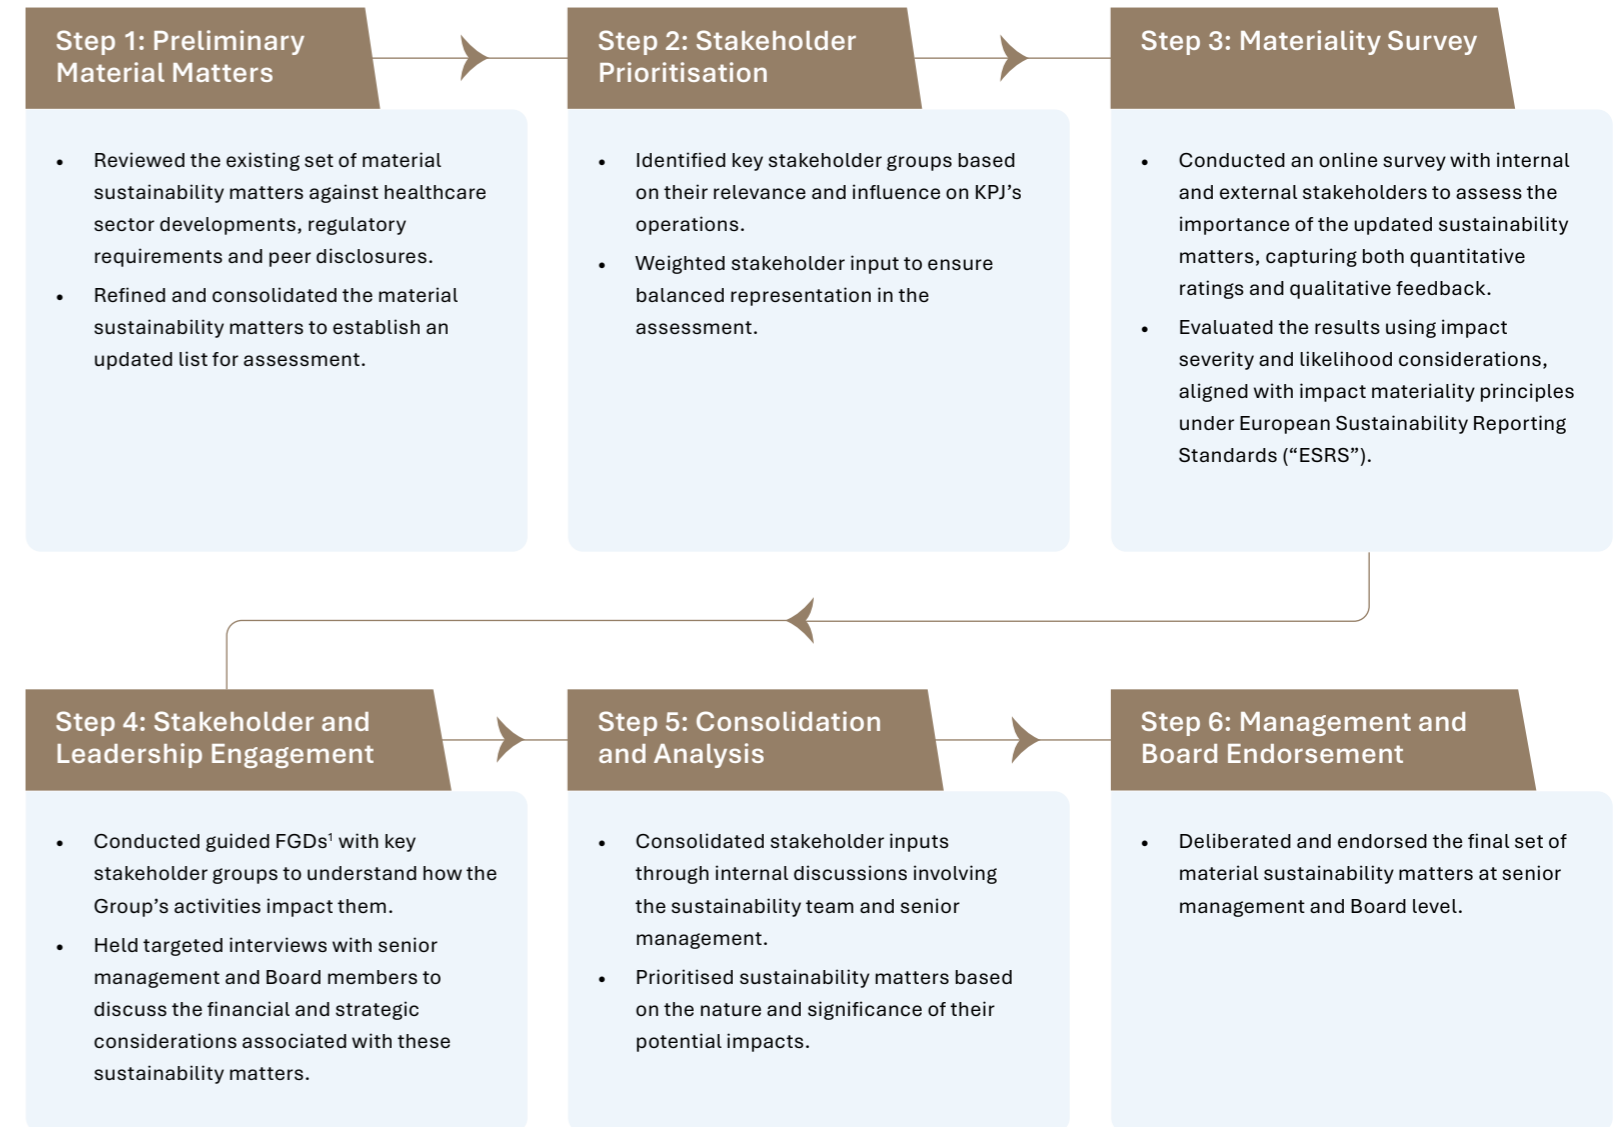 Step 1: Preliminary
Material Matters
• Reviewed the existing set of material
sustainability matters against healthcare
sector developments, regulatory
requirements and peer disclosures.
• Refined and consolidated the material
sustainability matters to establish an
updated list for assessment.
Step 2: Stakeholder
Prioritisation
• Identified key stakeholder groups based
on their relevance and influence on KPJ’s
operations.
• Weighted stakeholder input to ensure
balanced representation in the
assessment.
Step 3: Materiality Survey
• Conducted an online survey with internal
and external stakeholders to assess the
importance of the updated sustainability
matters, capturing both quantitative
ratings and qualitative feedback.
• Evaluated the results using impact
severity and likelihood considerations,
aligned with impact materiality principles
under European Sustainability Reporting
Standards (“ESRS”).
Step 4: Stakeholder and
Leadership Engagement
• Conducted guided FGDs¹ with key
stakeholder groups to understand how the
Group’s activities impact them.
• Held targeted interviews with senior
management and Board members to
discuss the financial and strategic
considerations associated with these
sustainability matters.
Step 5: Consolidation
and Analysis
• Consolidated stakeholder inputs
through internal discussions involving
the sustainability team and senior
management.
• Prioritised sustainability matters based
on the nature and significance of their
potential impacts.
Step 6: Management and
Board Endorsement
• Deliberated and endorsed the final set of
material sustainability matters at senior
management and Board level.